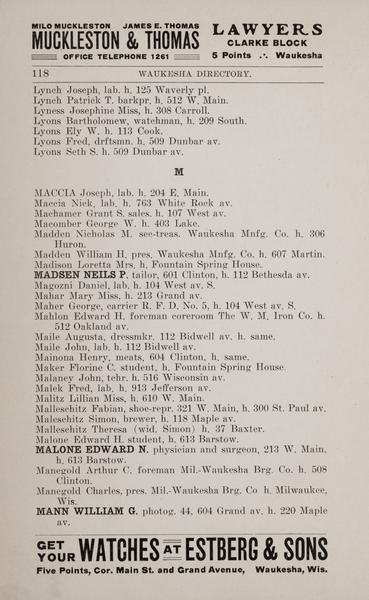 MILO MUCKLESTON JAMES E. THOMAS
MUCKLESTON & THOMAS
OFFICE TELEPHONE 1261
LAWYERS
CLARKE BLOCK
5 Points ∴ Waukesha
118 WAUKESHA DIRECTORY.
Lynch Joseph, lab. h. 125 Waverly pl.
Lynch Patrick T. barkpr. h. 512 W. Main.
Lyness Josephine Miss, h. 308 Carroll.
Lyons Bartholomew, watchman, h. 209 South.
Lyons Ely W. h. 113 Cook.
Lyons Fred, drftsmn. h. 509 Dunbar av.
Lyons Seth S. h. 509 Dunbar av.
M
MACCIA Joseph, lab. h. 204 E. Main.
Maccia Nick, lab. h. 763 White Rock av.
Machamer Grant S. sales. h. 107 West av.
Macomber George W. h. 403 Lake.
Madden Nicholas M. sec-treas. Waukesha Mnfg. Co. h. 306
Huron.
Madden William H, pres, Waukesha Mnfg. Co. h. 607 Martin.
Madison Loretta Mrs, h, Fountain Spring House.
MADSEN NEILS P. tailor, 601 Clinton, h. 112 Bethesda av.
Magozni Daniel, lab, h. 104 West av. S.
Mahar Mary Miss, h. 213 Grand av.
Maher George, carrier R. F. D. No. 5, h. 104 West av, S.
Mahlon Edward H. foreman coreroom The W. M. Iron Co. h.
512 Oakland av.
Maile Augusta, dressmkr. 112 Bidwell av. h. same.
Maile John, lab. h. 112 Bidwell av.
Mainona Henry, meats, 604 Clinton, h, same.
Maker Florine C. student, h, Fountain Spring House.
Malaney John, tchr. h. 516 Wisconsin av.
Malek Fred, lab, h. 913 Jefferson av.
Malitz Lillian Miss, h. 610 W. Main.
Mallesehitz Fabian, shoe-repr. 321 W. Main, h. 300 St. Paul av.
Malesehitz Simon, brewer, h. 118 Maple av.
Mallesehitz Theresa (wid. Simon) h. 37 Baxter.
Malone Edward H. student, h. 613 Barstow.
MALONE EDWARD N. physician and surgeon, 213 W. Main,
h, 613 Barstow.
Manegold Arthur C. foreman Mil.-Waukesha Brg. Co. h. 508
Clinton.
Manegold Charles, pres. Mil.-Waukesha Brg. Co h. Milwaukee,
Wis.
MANN WILLIAM G. photog. 44, 604 Grand av. h. 220 Maple
av.
GET YOUR WATCHES AT ESTBERG & SONS
Five Points, Cor. Main St. and Grand Avenue, Waukesha, Wis.